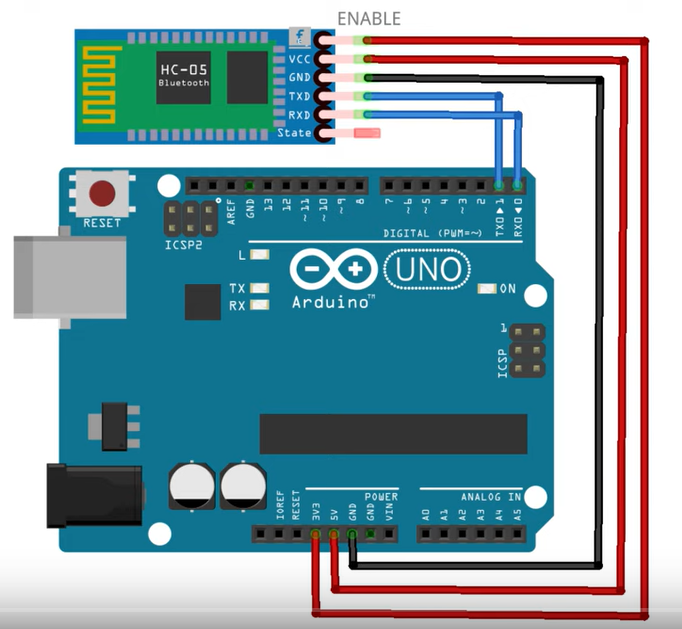 ENABLE
HC-05
Bluetooth
VCC
GND
TXD
RXD
State
RESET
ICSP2
AREF
GND
13
12
~11
~10
~9
8
7
~6
~5
4
~3
2
TX0▶1
RX0◀0
DIGITAL (PWM=~)
L
TX
RX
UNO
ON
Arduino™
1
ICSP
IOREF
RESET
3V3
5V
GND
GND
VIN
POWER
ANALOG IN
A0
A1
A2
A3
A4
A5